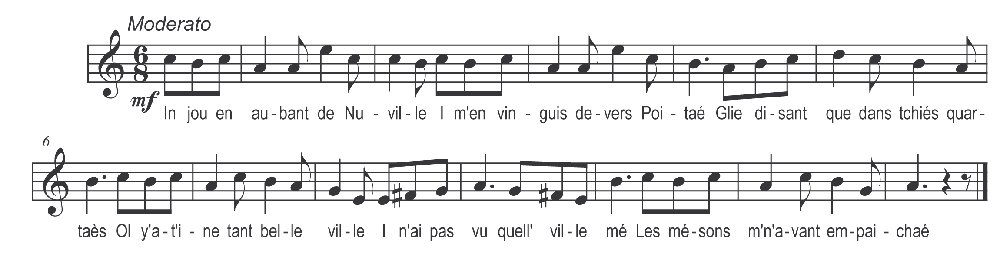 Moderato
6
8
mf
In jou en au - bant de Nu - vil - le I m'en vin - guis de - vers Poi - taé Glie di - sant que dans tchiés quar -
6
taès Ol y'a - t'i - ne tant bel - le vil - le I n'ai pas vu quell' vil - le mé Les mé - sons m'n'a - vant em - pai - chaé